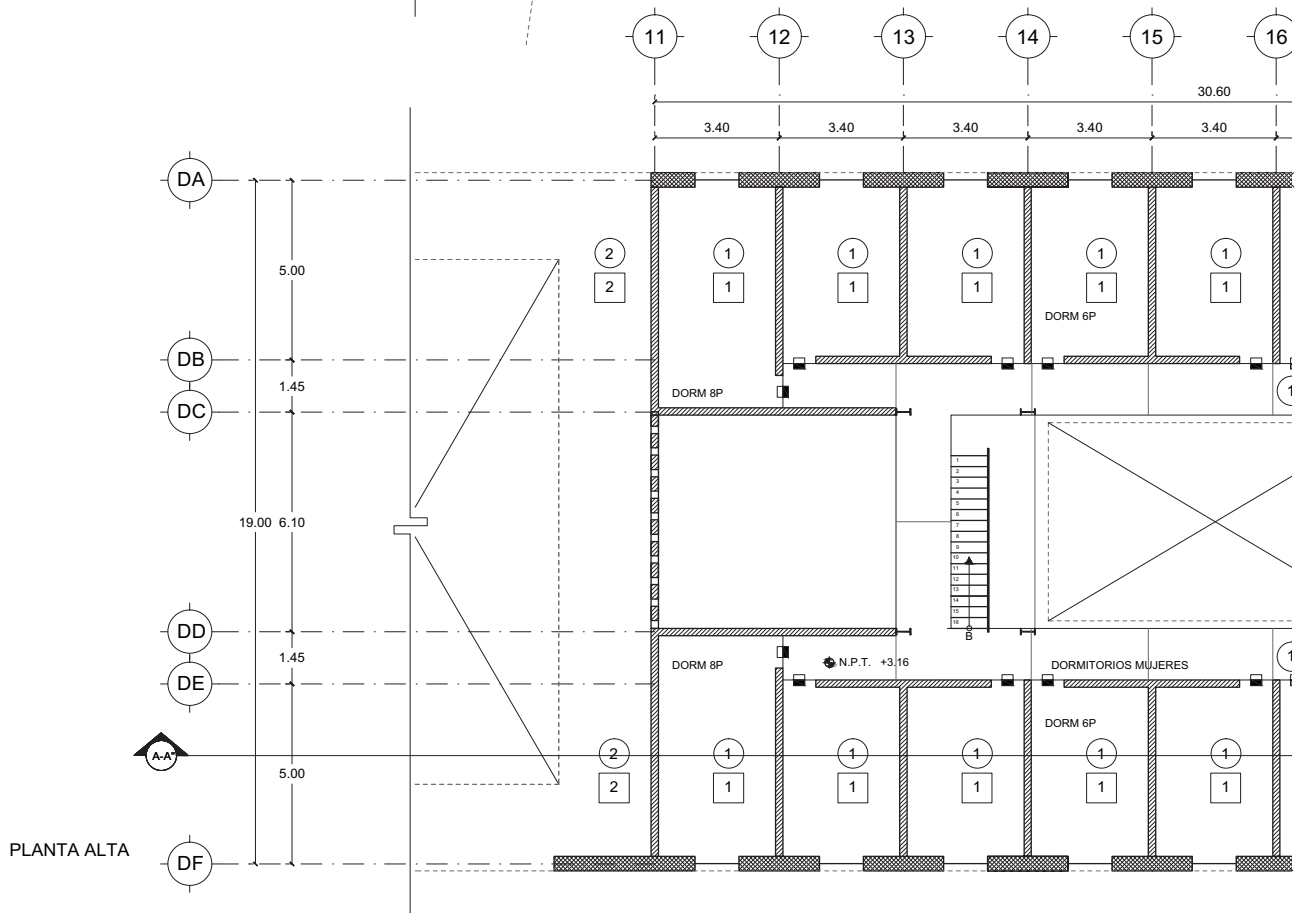 11 12 13 14 15 16
30.60
3.40 3.40 3.40 3.40 3.40
DA
5.00
2 1 1 1 1 1
2 1 1 1 1 1
DORM 6P
DB
1.45
DORM 8P
1
DC
1
2
3
4
5
6
7
8
9
10
11
12
13
14
15
16
B
19.00 6.10
DD
1.45
DORM 8P
N.P.T. +3.16
DORMITORIOS MUJERES
1
DE
DORM 6P
A-A"
2 1 1 1 1 1
5.00
2 1 1 1 1 1
PLANTA ALTA
DF